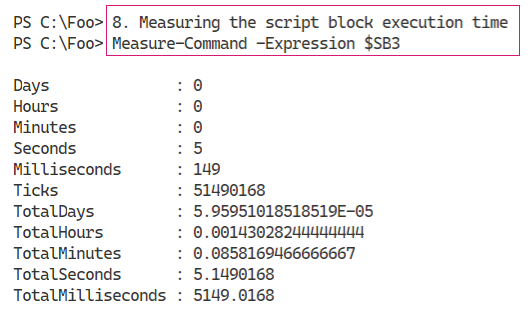 PS C:\Foo> 8. Measuring the script block execution time
PS C:\Foo> Measure-Command -Expression $SB3
Days : 0
Hours : 0
Minutes : 0
Seconds : 5
Milliseconds : 149
Ticks : 51490168
TotalDays : 5.95951018518519E-05
TotalHours : 0.00143028244444444
TotalMinutes : 0.0858169466666667
TotalSeconds : 5.1490168
TotalMilliseconds : 5149.0168